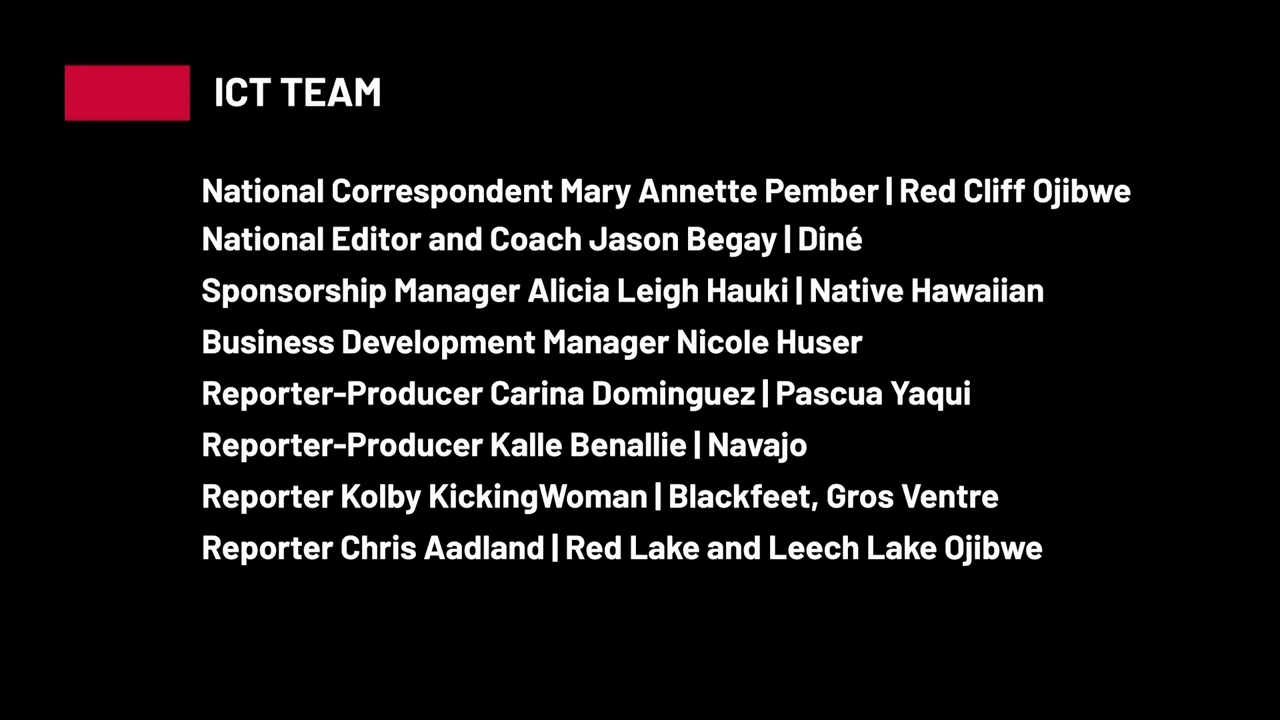 ICT TEAM
National Correspondent Mary Annette Pember | Red Cliff Ojibwe
National Editor and Coach Jason Begay | Diné
Sponsorship Manager Alicia Leigh Hauki | Native Hawaiian
Business Development Manager Nicole Huser
Reporter-Producer Carina Dominguez | Pascua Yaqui
Reporter-Producer Kalle Benallie | Navajo
Reporter Kolby KickingWoman | Blackfeet, Gros Ventre
Reporter Chris Aadland | Red Lake and Leech Lake Ojibwe